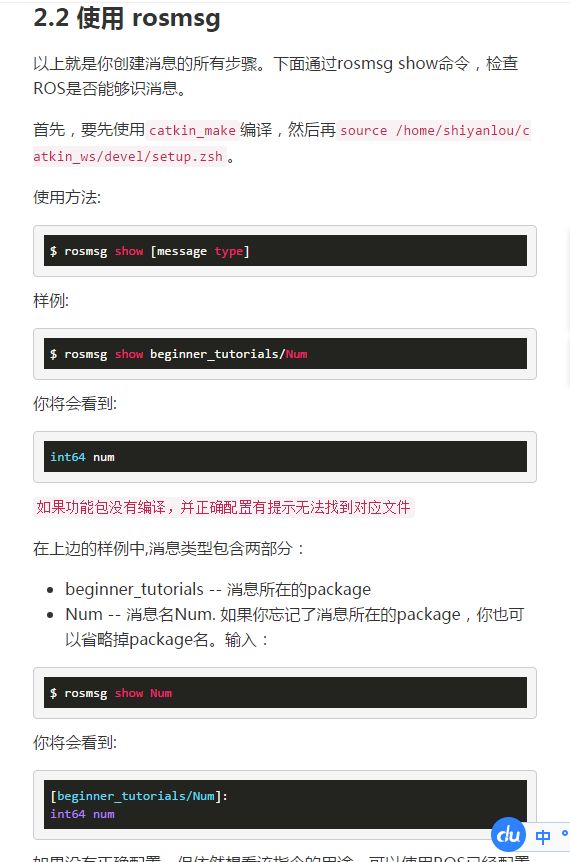 2.2 使用 rosmsg
以上就是你创建消息的所有步骤。下面通过rosmsg show命令，检查
ROS是否能够识消息。
首先，要先使用 catkin_make 编译，然后再 source /home/shiyanlou/c
atkin_ws/devel/setup.zsh 。
使用方法:
$ rosmsg show [message type]
样例:
$ rosmsg show beginner_tutorials/Num
你将会看到:
int64 num
如果功能包没有编译，并正确配置有提示无法找到对应文件
在上边的样例中,消息类型包含两部分：
• beginner_tutorials -- 消息所在的package
• Num -- 消息名Num. 如果你忘记了消息所在的package，你也可
以省略掉package名。输入：
$ rosmsg show Num
你将会看到:
[beginner_tutorials/Num]:
int64 num
du 中 °
如果没有正确配置，但依然想看该指令的用途，可以使用ROS已经配置